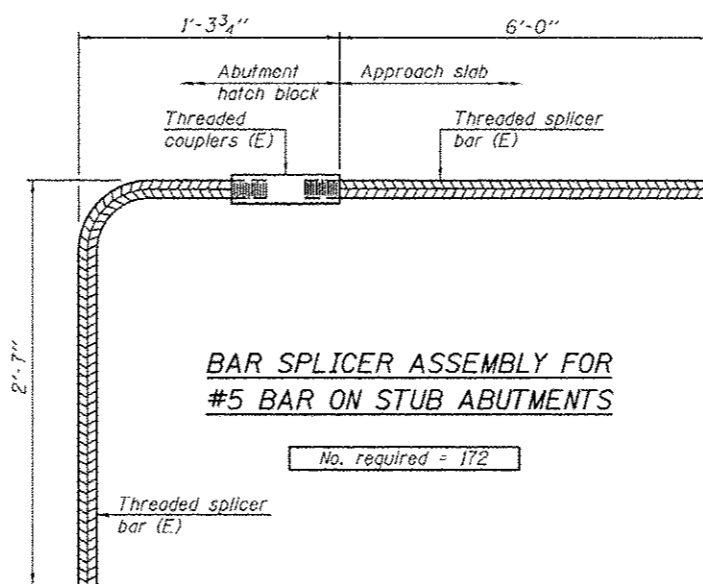 1'-3¾"
6'-0"
Abutment
hatch block
Approach slab
Threaded
couplers (E)
Threaded splicer
bar (E)
2'-7"
BAR SPLICER ASSEMBLY FOR
#5 BAR ON STUB ABUTMENTS
No. required = 172
Threaded splicer
bar (E)